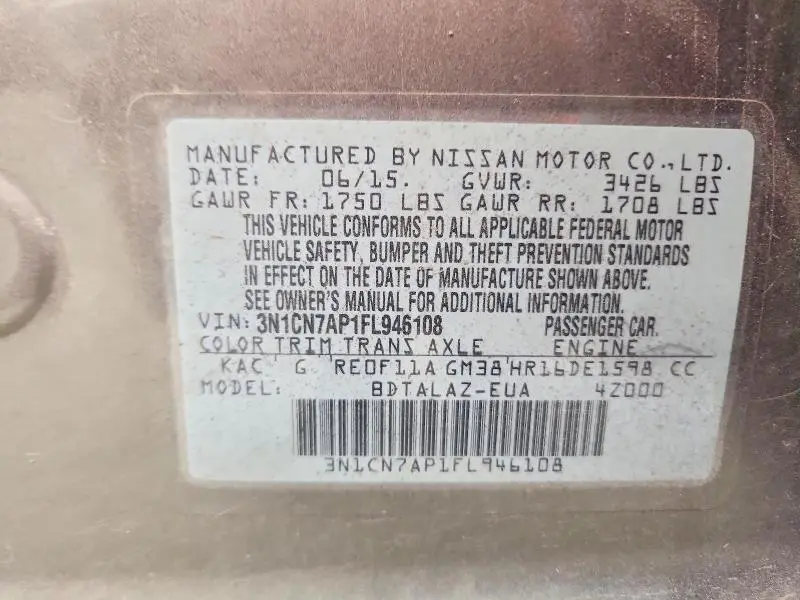 MANUFACTURED BY NISSAN MOTOR CO., LTD.
DATE: 06/15. GVWR: 3426 LBS
GAWR FR: 1750 LBS GAWR RR: 1708 LBS
THIS VEHICLE CONFORMS TO ALL APPLICABLE FEDERAL MOTOR
VEHICLE SAFETY, BUMPER AND THEFT PREVENTION STANDARDS
IN EFFECT ON THE DATE OF MANUFACTURE SHOWN ABOVE.
SEE OWNER'S MANUAL FOR ADDITIONAL INFORMATION.
VIN: 3N1CN7AP1FL946108 PASSENGER CAR.
COLOR TRIM TRANS AXLE ENGINE
KAC G RE0F11A GM38 HR16DE1598 CC
MODEL: BDTALAZ-EUA 4Z000
3N1CN7AP1FL946108